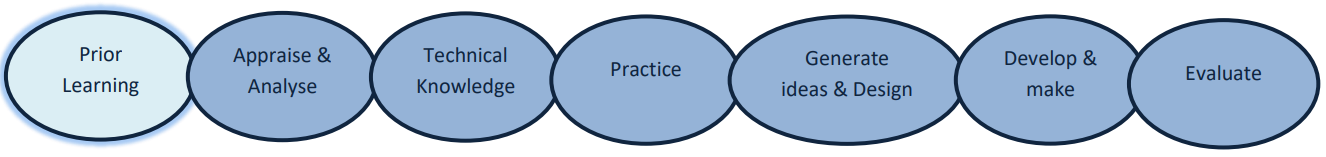 Prior
Learning
Appraise &
Analyse
Technical
Knowledge
Practice
Generate
ideas & Design
Develop &
make
Evaluate